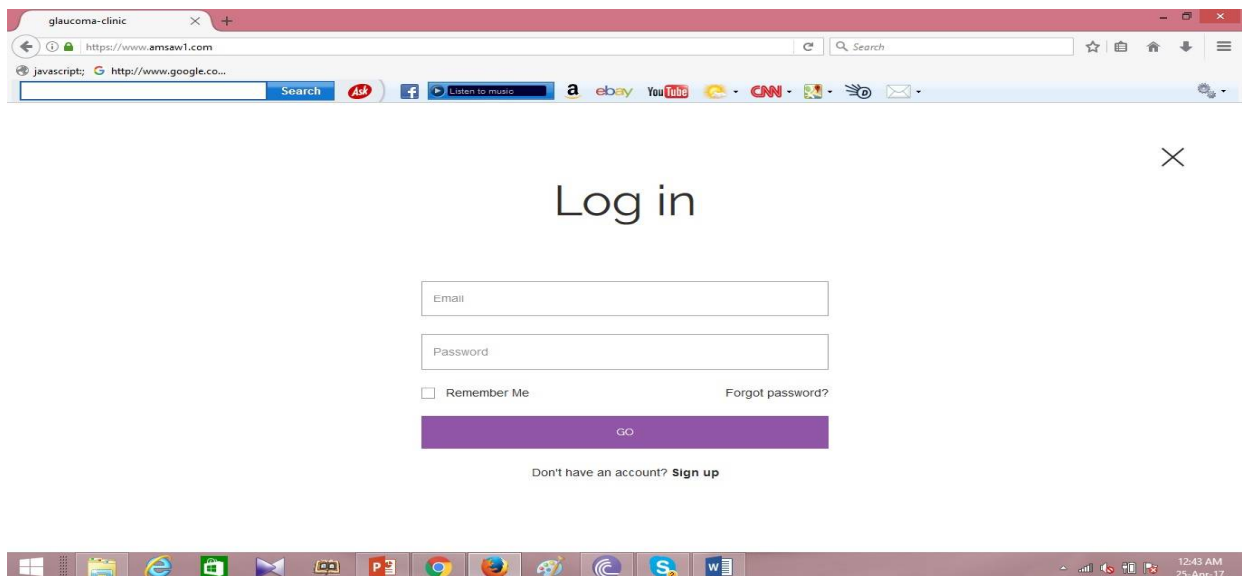 glaucoma-clinic
https://www.amsaw1.com
Search
javascript:; http://www.google.co...
Search Ask Listen to music a ebay YouTube CNN D
Log in
Email
Password
Remember Me Forgot password?
GO
Don't have an account? Sign up
12:43 AM
25-Apr-17